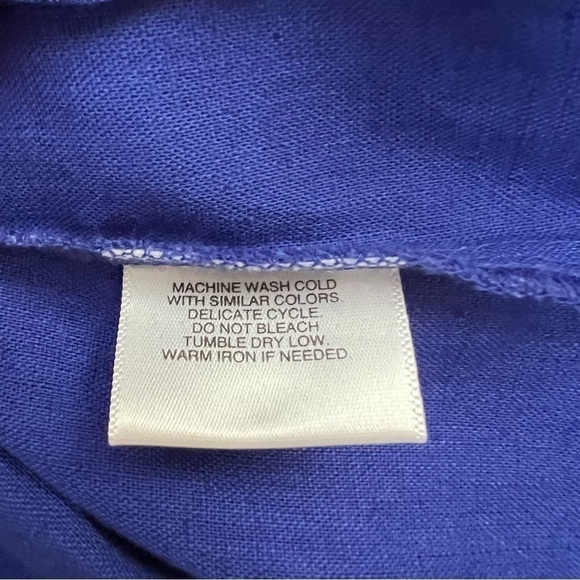 MACHINE WASH COLD
WITH SIMILAR COLORS.
DELICATE CYCLE.
DO NOT BLEACH
TUMBLE DRY LOW.
WARM IRON IF NEEDED.